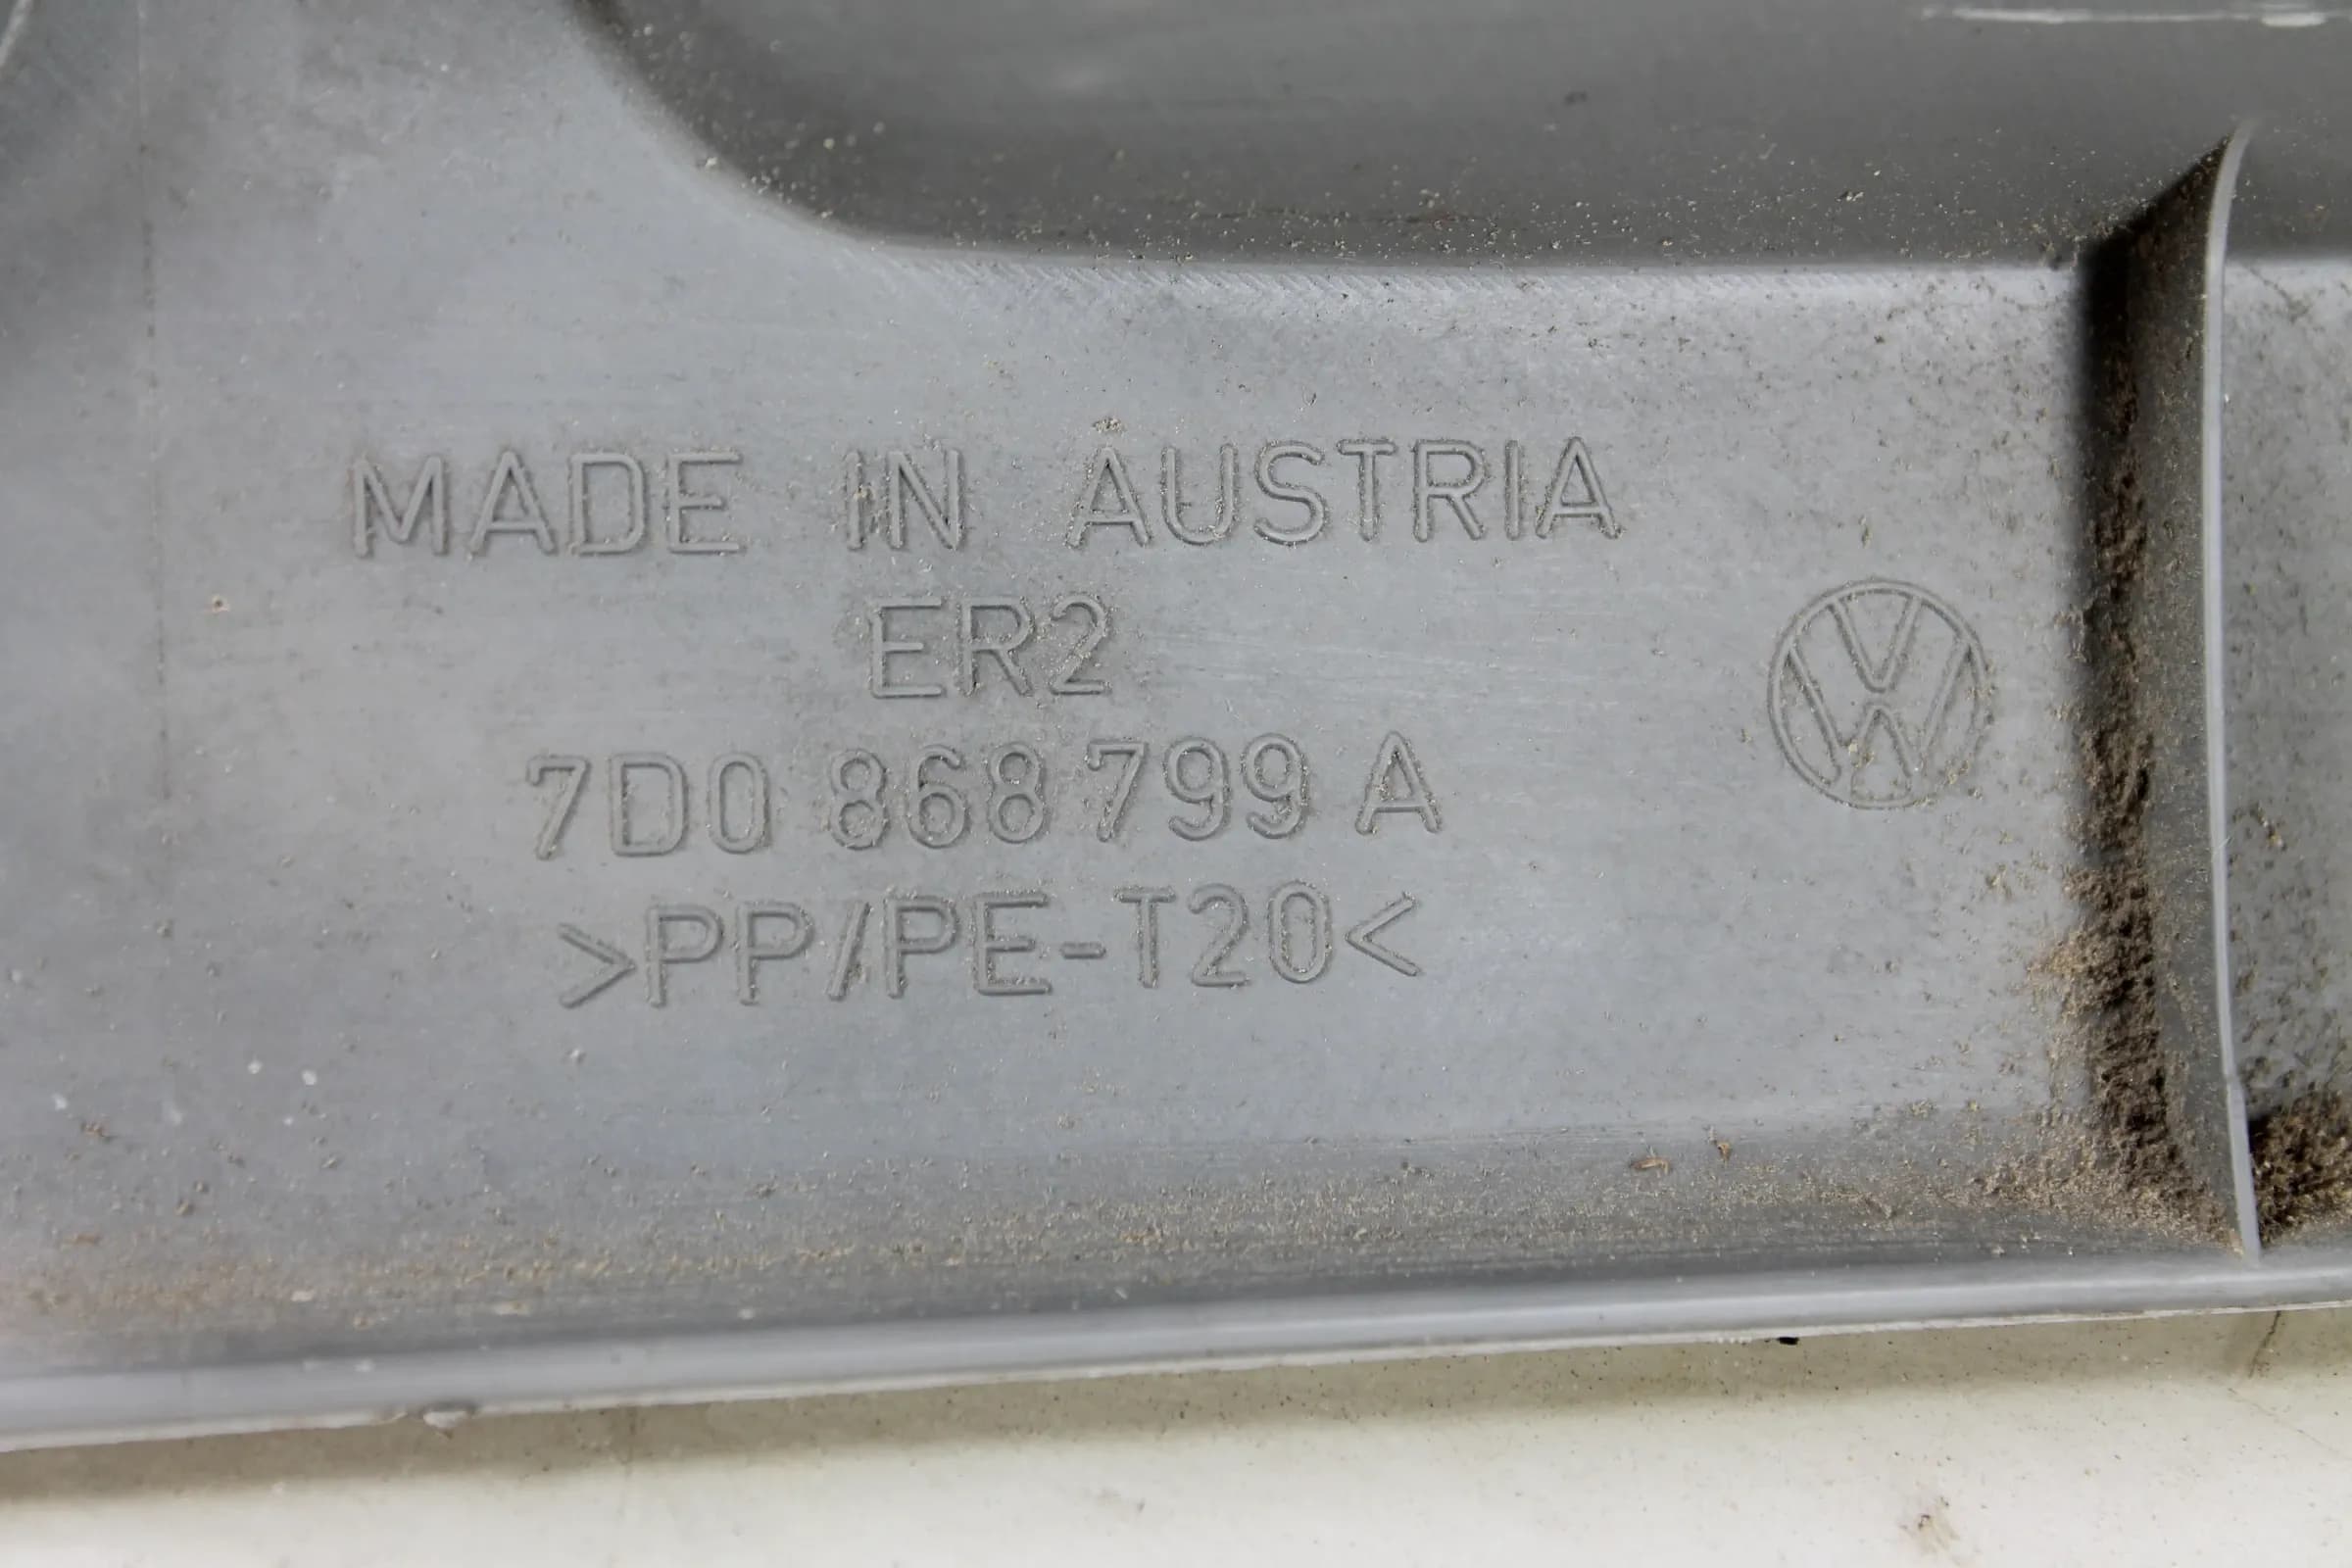 MADE IN AUSTRIA
ER2
7D0 868 799 A
>PP/PE-T20<